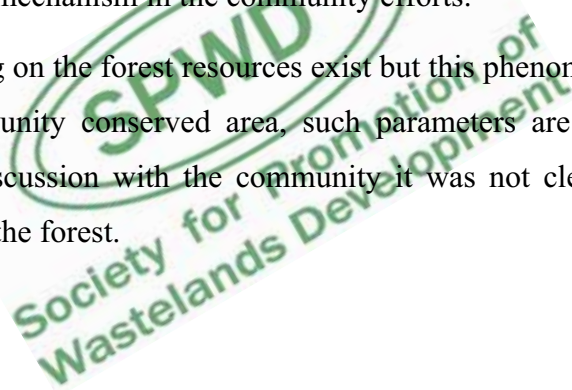 mechanism in the community efforts.
g on the forest resources exist but this phenom
unity conserved area, such parameters are
scussion with the community it was not cle
the forest.
SPWD
Society for Promotion of
Wastelands Development